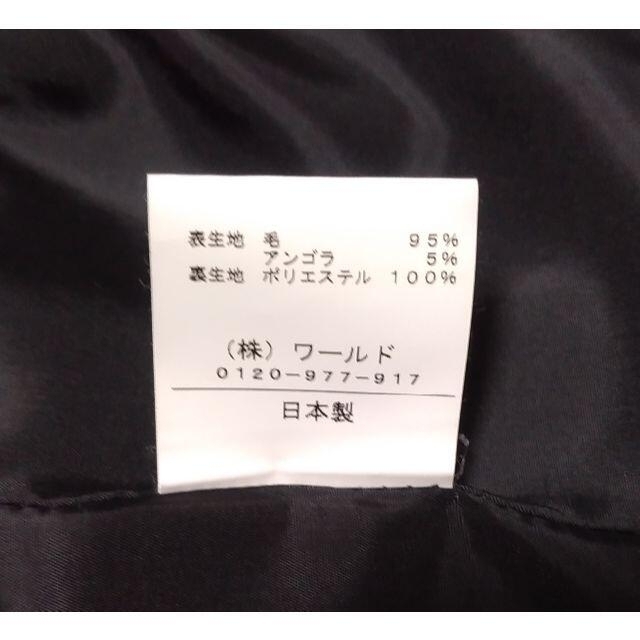 表生地 毛 95%
アンゴラ 5%
裏生地 ポリエステル 100%
(株)ワールド
0120-977-917
日本製